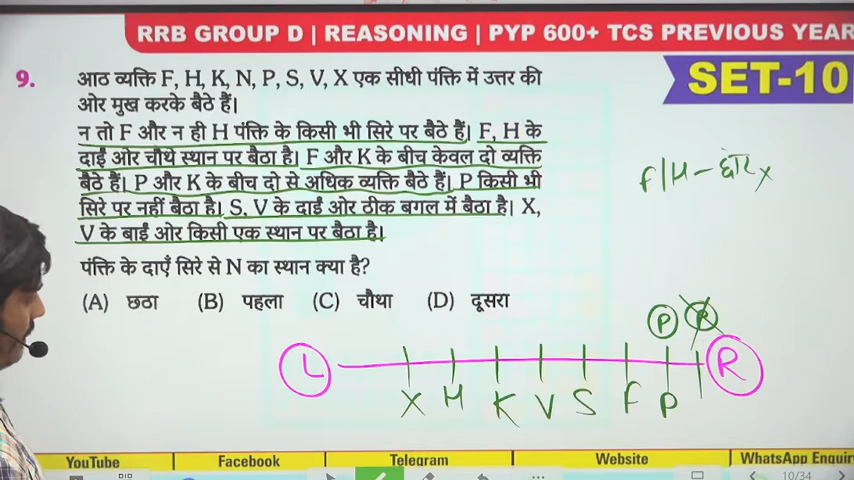 RRB GROUP D | REASONING | PYP 600+ TCS PREVIOUS YEAR
SET-10
9. आठ व्यक्ति F, H, K, N, P, S, V, X एक सीधी पंक्ति में उत्तर की
ओर मुख करके बैठे हैं।
न तो F और न ही H पंक्ति के किसी भी सिरे पर बैठे हैं। F, H के
दाईं ओर चौथे स्थान पर बैठा है। F और K के बीच केवल दो व्यक्ति
बैठे हैं। P और K के बीच दो से अधिक व्यक्ति बैठे हैं। P किसी भी
सिरे पर नहीं बैठा है। S, V के दाईं ओर ठीक बगल में बैठा है। X,
V के बाईं ओर किसी एक स्थान पर बैठा है।
F/H -
x
पंक्ति के दाएँ सिरे से N का स्थान क्या है?
(A) छठा (B) पहला (C) चौथा (D) दूसरा
P
L R
X H K V S F P
YouTube Facebook Telegram Website WhatsApp Enquir
10/34